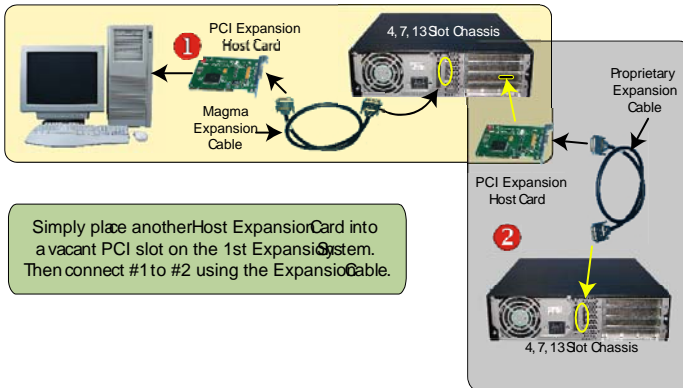 1
PCI Expansion
Host Card
4, 7, 13 Slot Chassis
Magma
Expansion
Cable
Proprietary
Expansion
Cable
PCI Expansion
Host Card
2
Simply place another Host Expansion Card into
a vacant PCI slot on the 1st Expansion System.
Then connect #1 to #2 using the Expansion Cable.
4, 7, 13 Slot Chassis